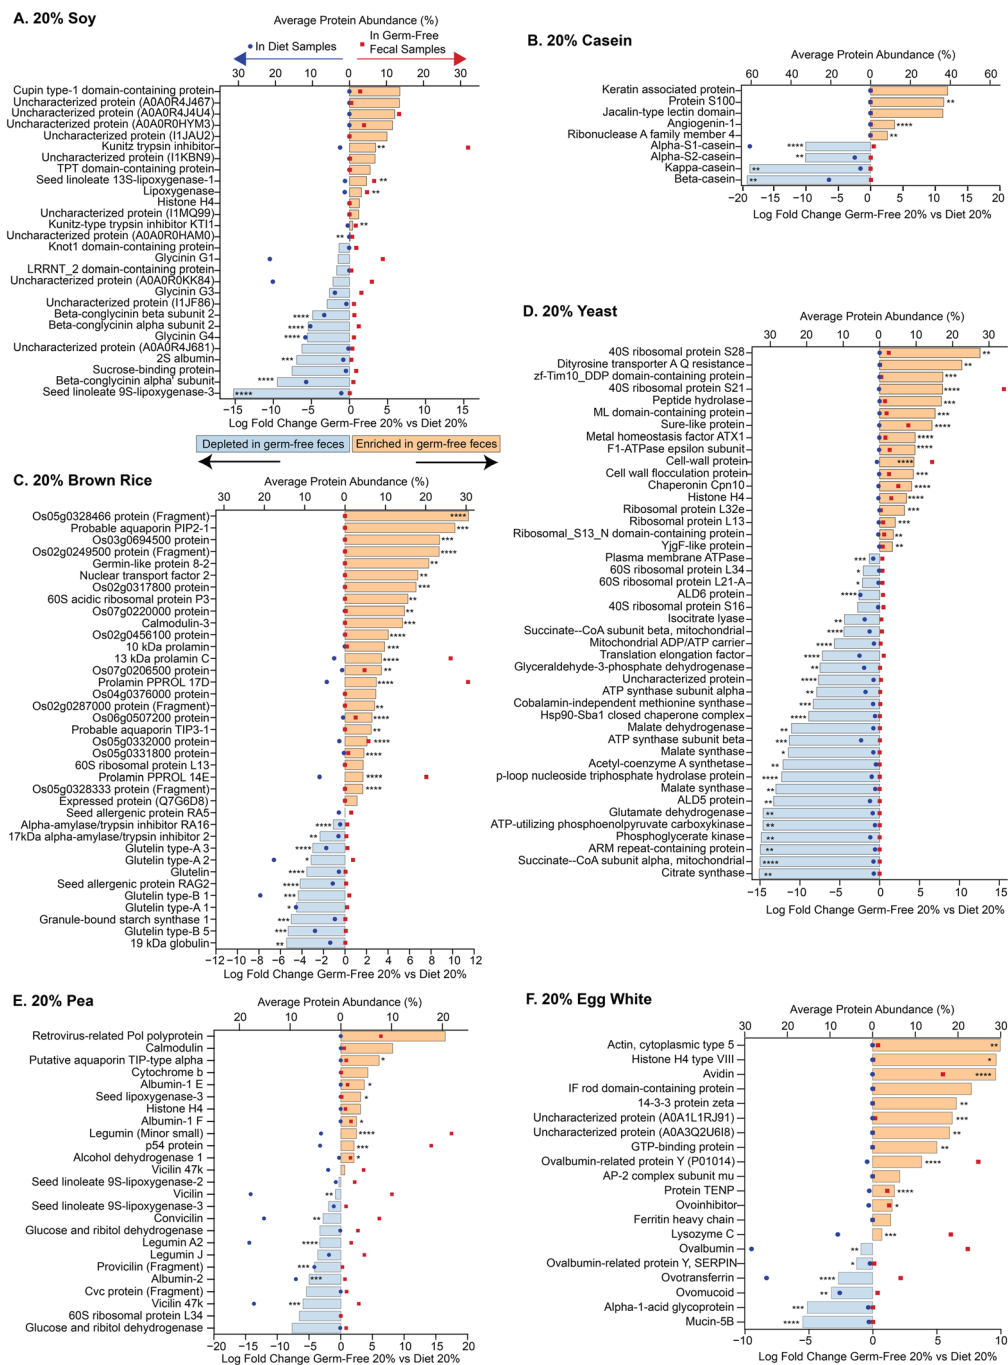 A. 20% Soy
Average Protein Abundance (%)
In Diet Samples
In Germ-Free
Fecal Samples
30 20 10 0 10 20 30
Cupin type-1 domain-containing protein
Uncharacterized protein (A0A0R4J467)
Uncharacterized protein (A0A0R4J4U4)
Uncharacterized protein (A0A0R0HYM3)
Uncharacterized protein (I1JAU2)
Kunitz trypsin inhibitor **
Uncharacterized protein (I1KBN9)
TPT domain-containing protein
Seed linoleate 13S-lipoxygenase-1 **
Lipoxygenase **
Histone H4
Uncharacterized protein (I1MQ99)
Kunitz-type trypsin inhibitor KTI1 **
Uncharacterized protein (A0A0R0HAM0) **
Knot1 domain-containing protein
Glycinin G1
LRRNT_2 domain-containing protein
Uncharacterized protein (A0A0R0KK84)
Glycinin G3
Uncharacterized protein (I1JF86)
Beta-conglycinin beta subunit 2 ****
Beta-conglycinin alpha subunit 2 ****
Glycinin G4 ****
Uncharacterized protein (A0A0R4J681)
2S albumin ***
Sucrose-binding protein
Beta-conglycinin alpha' subunit ****
Seed linoleate 9S-lipoxygenase-3 ****
−15 −10 −5 0 5 10 15
Log Fold Change Germ-Free 20% vs Diet 20%
Depleted in germ-free feces
Enriched in germ-free feces
B. 20% Casein
Average Protein Abundance (%)
60 40 20 0 20 40 60
Keratin associated protein
Protein S100 **
Jacalin-type lectin domain
Angiogenin-1 ****
Ribonuclease A family member 4 **
Alpha-S1-casein ****
Alpha-S2-casein **
Kappa-casein **
Beta-casein **
−20 −15 −10 −5 0 5 10 15 20
Log Fold Change Germ-Free 20% vs Diet 20%
C. 20% Brown Rice
Average Protein Abundance (%)
30 20 10 0 10 20 30
Os05g0328466 protein (Fragment) ****
Probable aquaporin PIP2-1 ***
Os03g0694500 protein ***
Os02g0249500 protein (Fragment) ****
Germin-like protein 8-2 **
Nuclear transport factor 2 **
Os02g0317800 protein ***
60S acidic ribosomal protein P3 **
Os07g0220000 protein **
Calmodulin-3 ***
Os02g0456100 protein ****
10 kDa prolamin ***
13 kDa prolamin C ****
Os07g0206500 protein **
Prolamin PPROL 17D ****
Os04g0376000 protein
Os02g0287000 protein (Fragment) **
Os06g0507200 protein ****
Probable aquaporin TIP3-1 **
Os05g0332000 protein ****
Os05g0331800 protein ****
60S ribosomal protein L13
Prolamin PPROL 14E ****
Os05g0328333 protein (Fragment) ****
Expressed protein (Q7G6D8)
Seed allergenic protein RA5
Alpha-amylase/trypsin inhibitor RA16 ****
17kDa alpha-amylase/trypsin inhibitor 2 **
Glutelin type-A 3 ****
Glutelin type-A 2 *
Glutelin ****
Seed allergenic protein RAG2 ****
Glutelin type-B 1 ***
Glutelin type-A 1 *
Granule-bound starch synthase 1 ***
Glutelin type-B 5 ***
19 kDa globulin **
−12 −10 −8 −6 −4 −2 0 2 4 6 8 10 12
Log Fold Change Germ-Free 20% vs Diet 20%
D. 20% Yeast
Average Protein Abundance (%)
30 20 10 0 10 20 30
40S ribosomal protein S28 **
Dityrosine transporter A Q resistance **
zf-Tim10_DDP domain-containing protein ***
40S ribosomal protein S21 ****
Peptide hydrolase ***
ML domain-containing protein ***
Sure-like protein ****
Metal homeostasis factor ATX1 ****
F1-ATPase epsilon subunit ****
Cell-wall protein ****
Cell wall flocculation protein ***
Chaperonin Cpn10 ****
Histone H4 ****
Ribosomal protein L32e ***
Ribosomal protein L13 ***
Ribosomal_S13_N domain-containing protein **
YjgF-like protein **
Plasma membrane ATPase ***
60S ribosomal protein L34 *
60S ribosomal protein L21-A *
ALD6 protein ****
40S ribosomal protein S16
Isocitrate lyase **
Succinate--CoA subunit beta, mitochondrial ****
Mitochondrial ADP/ATP carrier ****
Translation elongation factor ****
Glyceraldehyde-3-phosphate dehydrogenase **
Uncharacterized protein ****
ATP synthase subunit alpha **
Cobalamin-independent methionine synthase ***
Hsp90-Sba1 closed chaperone complex ****
Malate dehydrogenase **
ATP synthase subunit beta ***
Malate synthase *
Acetyl-coenzyme A synthetase **
p-loop nucleoside triphosphate hydrolase protein ****
Malate synthase **
ALD5 protein **
Glutamate dehydrogenase **
ATP-utilizing phosphoenolpyruvate carboxykinase **
Phosphoglycerate kinase **
ARM repeat-containing protein **
Succinate--CoA subunit alpha, mitochondrial ****
Citrate synthase **
−15 −10 −5 0 5 10 15
Log Fold Change Germ-Free 20% vs Diet 20%
E. 20% Pea
Average Protein Abundance (%)
20 10 0 10 20
Retrovirus-related Pol polyprotein
Calmodulin
Putative aquaporin TIP-type alpha *
Cytochrome b
Albumin-1 E *
Seed lipoxygenase-3 *
Histone H4
Albumin-1 F *
Legumin (Minor small) ****
p54 protein ***
Alcohol dehydrogenase 1 *
Vicilin 47k
Seed linoleate 9S-lipoxygenase-2
Vicilin **
Seed linoleate 9S-lipoxygenase-3
Convicilin **
Glucose and ribitol dehydrogenase
Legumin A2 ****
Legumin J
Provicilin (Fragment) ***
Albumin-2 ***
Cvc protein (Fragment)
Vicilin 47k ***
60S ribosomal protein L34
Glucose and ribitol dehydrogenase
−20 −15 −10 −5 0 5 10 15 20
Log Fold Change Germ-Free 20% vs Diet 20%
F. 20% Egg White
Average Protein Abundance (%)
30 20 10 0 10 20 30
Actin, cytoplasmic type 5 **
Histone H4 type VIII *
Avidin ****
IF rod domain-containing protein
14-3-3 protein zeta **
Uncharacterized protein (A0A1L1RJ91) ***
Uncharacterized protein (A0A3Q2U6I8) **
GTP-binding protein **
Ovalbumin-related protein Y (P01014) ****
AP-2 complex subunit mu
Protein TENP ****
Ovoinhibitor *
Ferritin heavy chain
Lysozyme C ***
Ovalbumin **
Ovalbumin-related protein Y, SERPIN *
Ovotransferrin ****
Ovomucoid **
Alpha-1-acid glycoprotein ***
Mucin-5B ****
−10 −5 0 5 10
Log Fold Change Germ-Free 20% vs Diet 20%